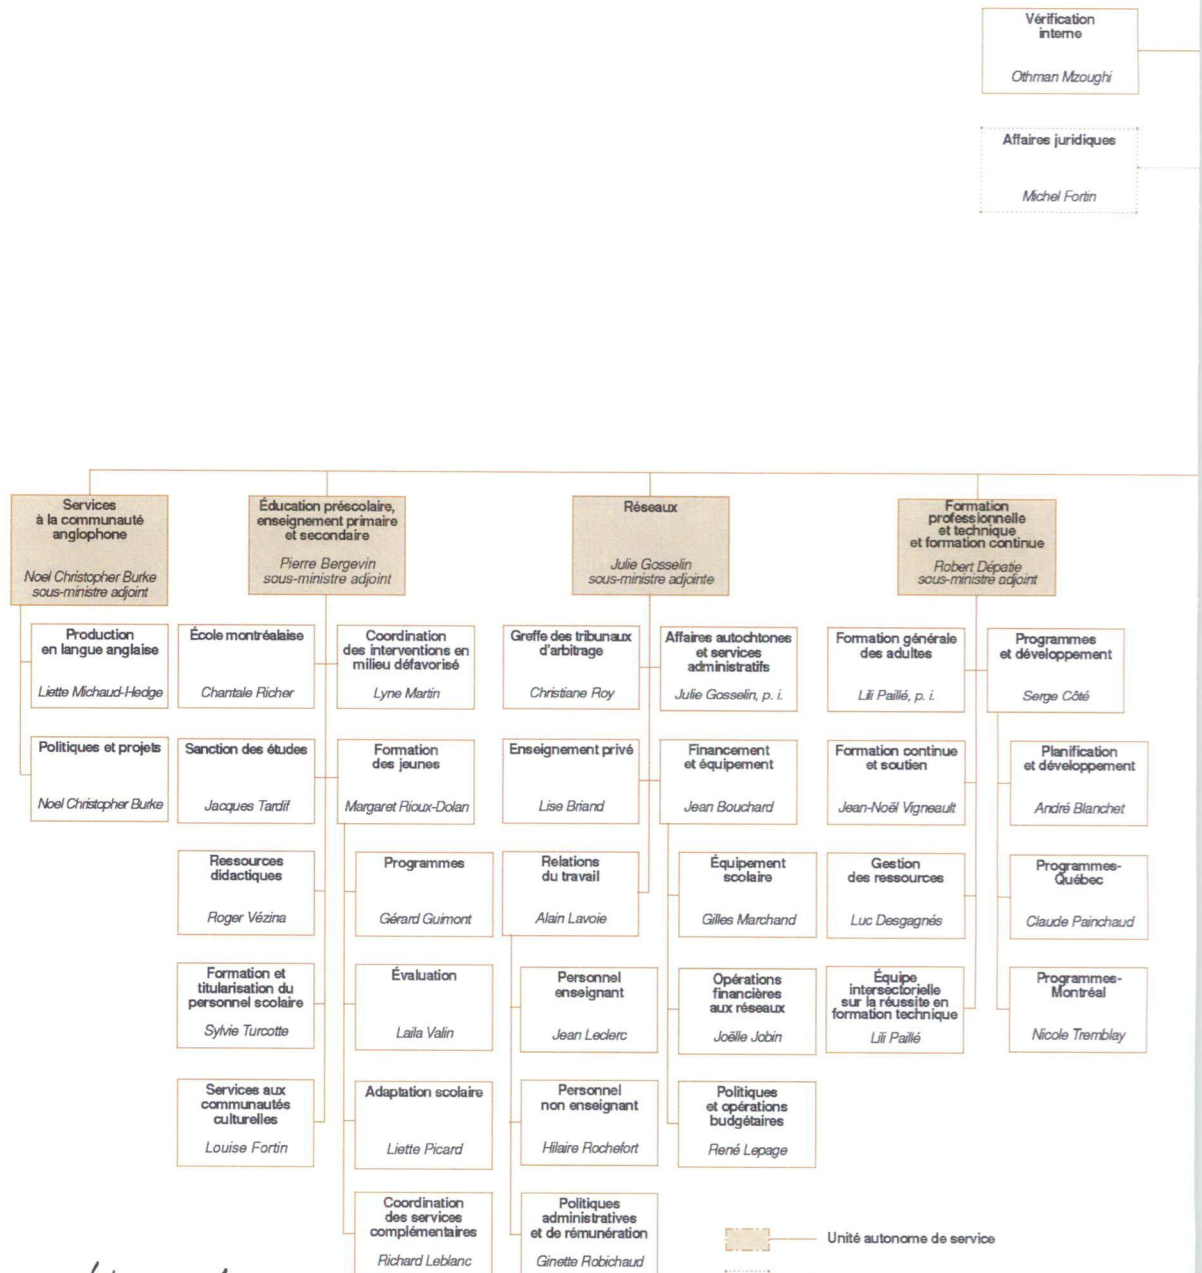 Vérification
interne
Othman Mzoughi
Affaires juridiques
Michel Fortin
Services
à la communauté
anglophone
Noel Christopher Burke
sous-ministre adjoint
Éducation préscolaire,
enseignement primaire
et secondaire
Pierre Bergevin
sous-ministre adjoint
Réseaux
Julie Gosselin
sous-ministre adjointe
Formation
professionnelle
et technique
et formation continue
Robert Dépatie
sous-ministre adjoint
Production
en langue anglaise
Liette Michaud-Hedge
Politiques et projets
Noel Christopher Burke
École montréalaise
Chantale Richer
Coordination
des interventions en
milieu défavorisé
Lyne Martin
Sanction des études
Jacques Tardif
Formation
des jeunes
Margaret Rioux-Dolan
Ressources
didactiques
Roger Vézina
Programmes
Gérard Guimont
Formation et
titularisation du
personnel scolaire
Sylvie Turcotte
Évaluation
Laila Valin
Services aux
communautés
culturelles
Louise Fortin
Adaptation scolaire
Liette Picard
Coordination
des services
complémentaires
Richard Leblanc
Greffe des tribunaux
d'arbitrage
Christiane Roy
Affaires autochtones
et services
administratifs
Julie Gosselin, p. i.
Enseignement privé
Lise Briand
Financement
et équipement
Jean Bouchard
Relations
du travail
Alain Lavoie
Équipement
scolaire
Gilles Marchand
Personnel
enseignant
Jean Leclerc
Opérations
financières
aux réseaux
Joëlle Jobin
Personnel
non enseignant
Hilaire Rochefort
Politiques
et opérations
budgétaires
René Lepage
Politiques
administratives
et de rémunération
Ginette Robichaud
Formation générale
des adultes
Lili Paillé, p. i.
Programmes
et développement
Serge Côté
Formation continue
et soutien
Jean-Noël Vigneault
Planification
et développement
André Blanchet
Gestion
des ressources
Luc Desgagnés
Programmes-
Québec
Claude Painchaud
Équipe
intersectorielle
sur la réussite en
formation technique
Lili Paillé
Programmes-
Montréal
Nicole Tremblay
Unité autonome de service